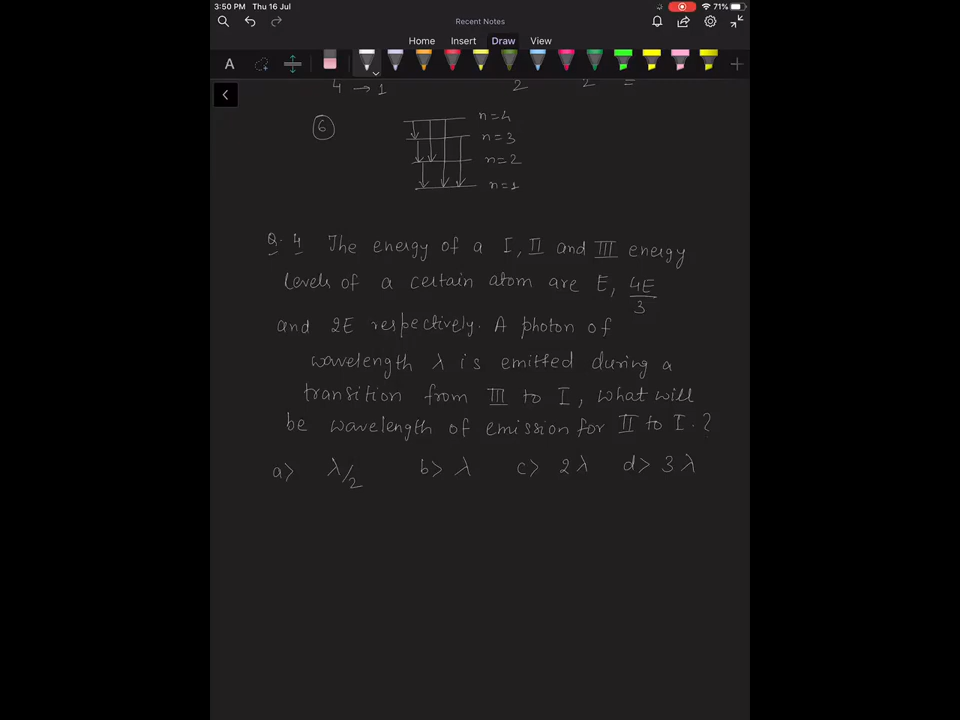 3:50 PM Thu 16 Jul
71%
Recent Notes
Home Insert Draw View
A
4 → 1 2 2 =
6
n=4
n=3
n=2
n=1
Q. 4 The energy of a I, II and III energy
levels of a certain atom are E, 4E/3
and 2E respectively. A photon of
wavelength λ is emitted during a
transition from III to I, what will
be wavelength of emission for II to I.?
a> λ/2 b> λ c> 2λ d> 3λ